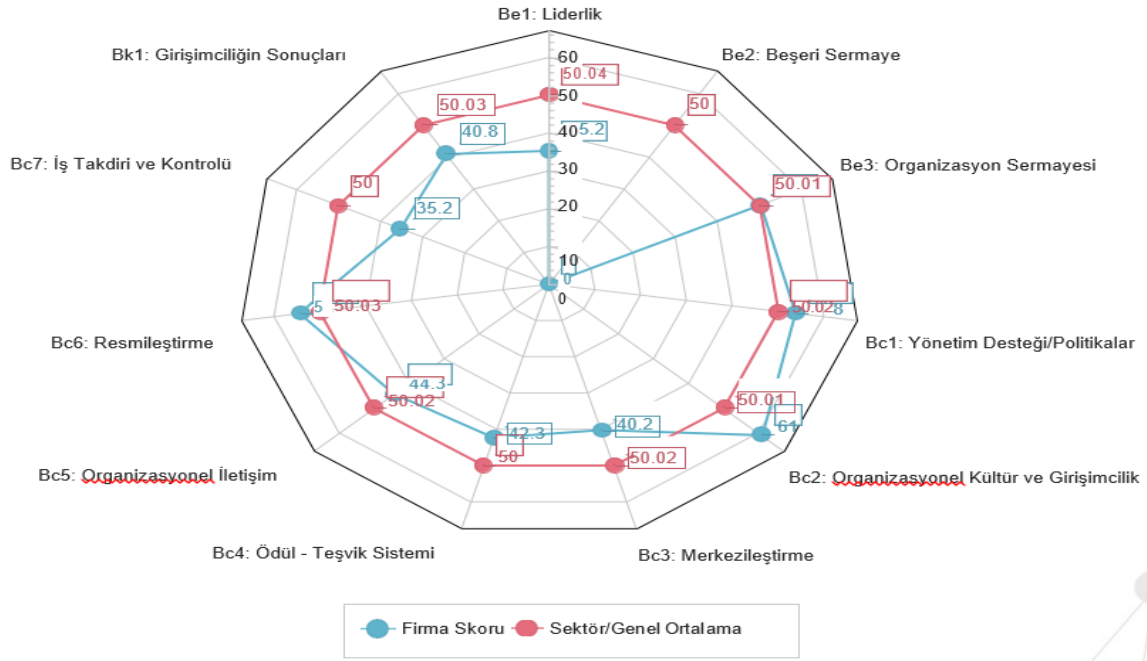 Be1: Liderlik
Bk1: Girişimciliğin Sonuçları
Be2: Beşeri Sermaye
60
50.04
50
50.03
50
40.8
40
Bc7: İş Takdiri ve Kontrolü
Be3: Organizasyon Sermayesi
30
50
50.01
35.2
20
10
0
0
50.03
50.02
8
Bc6: Resmileştirme
Bc1: Yönetim Desteği/Politikalar
44.3
50.02
50.01
61
42.3
40.2
50
50.02
Bc5: Organizasyonel İletişim
Bc2: Organizasyonel Kültür ve Girişimcilik
Bc4: Ödül - Teşvik Sistemi
Bc3: Merkezileştirme
Firma Skoru
Sektör/Genel Ortalama